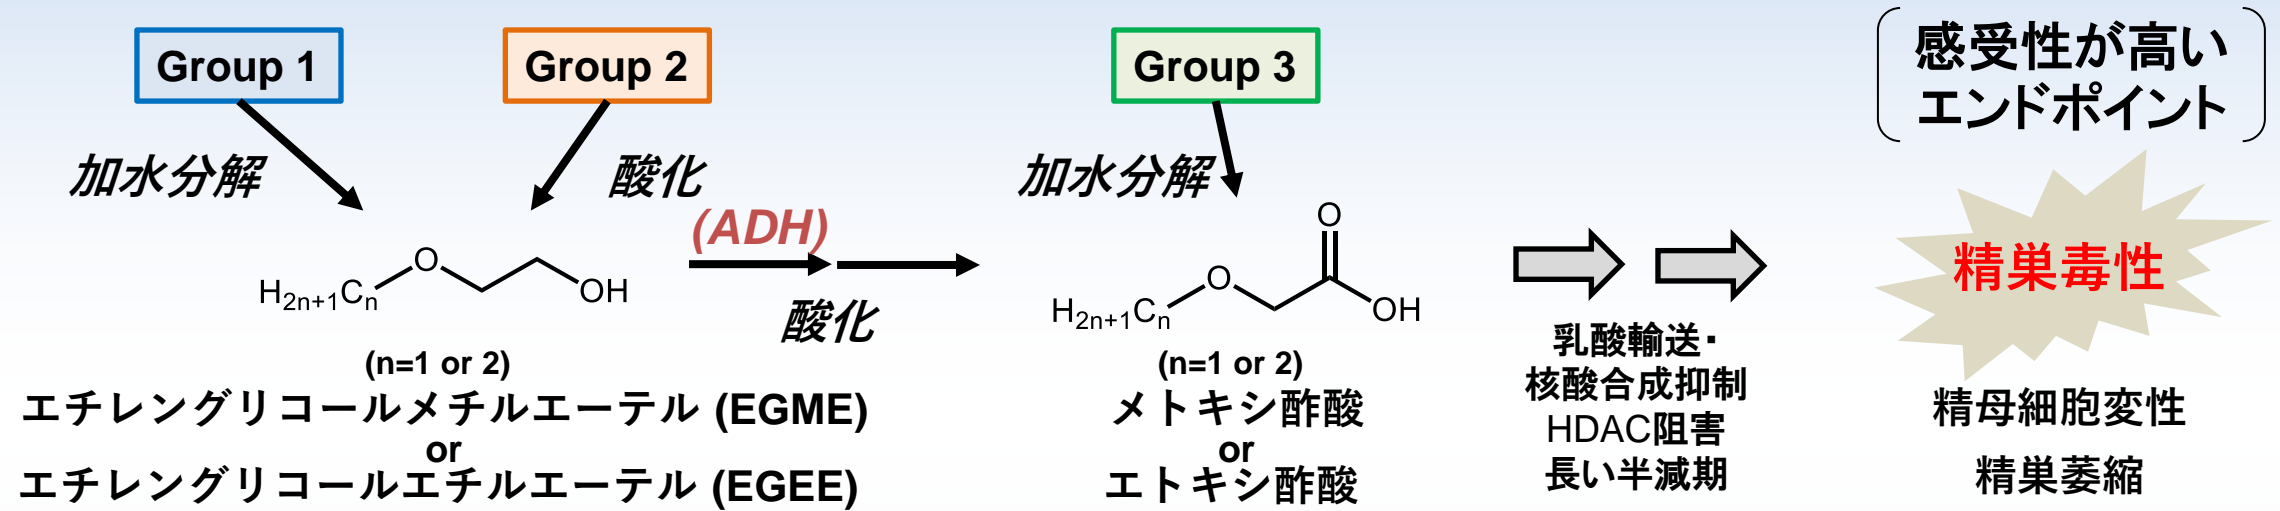 Group 1
Group 2
Group 3
感受性が高い
エンドポイント
加水分解
酸化
(ADH)
酸化
加水分解
H2n+1Cn
O
OH
(n=1 or 2)
エチレングリコールメチルエーテル (EGME)
or
エチレングリコールエチルエーテル (EGEE)
H2n+1Cn
O
O
OH
(n=1 or 2)
メトキシ酢酸
or
エトキシ酢酸
乳酸輸送・
核酸合成抑制
HDAC阻害
長い半減期
精巣毒性
精母細胞変性
精巣萎縮